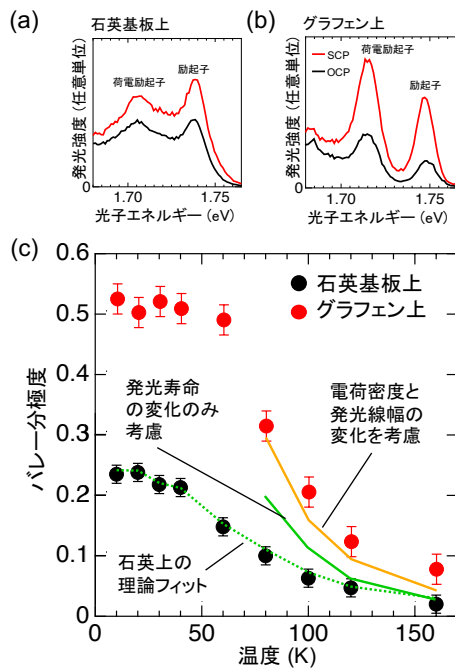 (a) 石英基板上
発光強度 (任意単位)
荷電励起子
励起子
0
1.70
1.75
光子エネルギー (eV)
(b) グラフェン上
発光強度 (任意単位)
SCP
OCP
荷電励起子
励起子
0
1.70
1.75
光子エネルギー (eV)
(c)
バレー分極度
0.6
0.5
0.4
0.3
0.2
0.1
0
石英基板上
グラフェン上
発光寿命
の変化のみ
考慮
電荷密度と
発光線幅の
変化を考慮
石英上の
理論フィット
0
50
100
150
温度 (K)